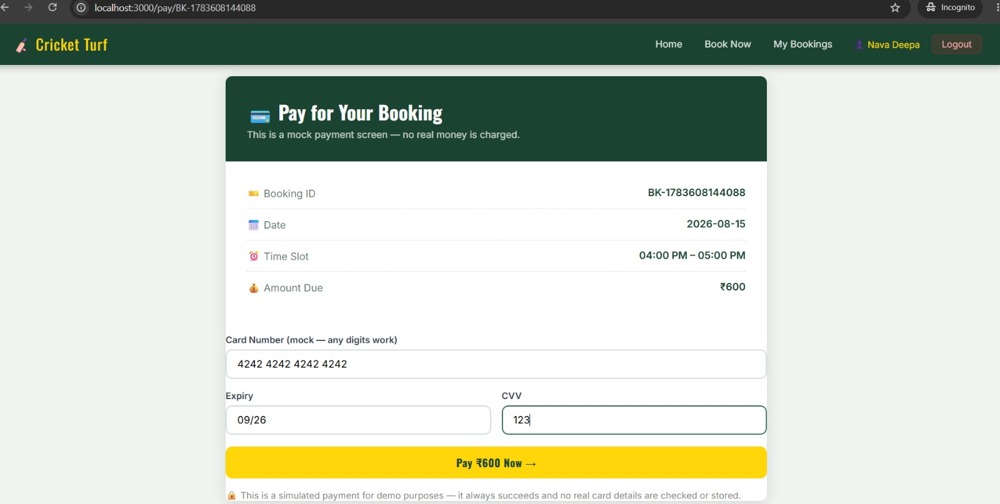 localhost:3000/pay/BK-1783608144088
Incognito
Cricket Turf
Home
Book Now
My Bookings
Nava Deepa
Logout
Pay for Your Booking
This is a mock payment screen — no real money is charged.
Booking ID
BK-1783608144088
Date
2026-08-15
Time Slot
04:00 PM – 05:00 PM
Amount Due
₹600
Card Number (mock — any digits work)
4242 4242 4242 4242
Expiry
CVV
09/26
123
Pay ₹600 Now →
This is a simulated payment for demo purposes — it always succeeds and no real card details are checked or stored.